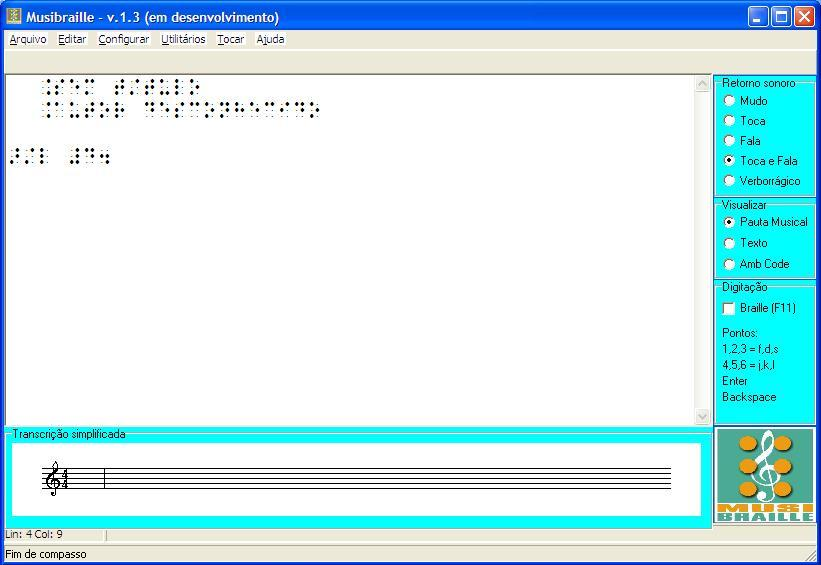 Musibraille - v.1.3 (em desenvolvimento)
Arquivo Editar Configurar Utilitários Tocar Ajuda
⠨⠎⠑⠍ ⠞⠌⠞⠥⠇⠕
⠨⠁⠥⠞⠕⠗ ⠙⠑⠎⠉⠕⠝⠓⠑⠉⠊⠙⠕
⠜⠌⠇ ⠼⠙⠲
Retorno sonoro
Mudo
Toca
Fala
Toca e Fala
Verborrágico
Visualizar
Pauta Musical
Texto
Amb Code
Digitação
Braille (F11)
Pontos:
1,2,3 = f,d,s
4,5,6 = j,k,l
Enter
Backspace
Transcrição simplificada
4
4
MUSI
BRAILLE
Lin: 4 Col: 9
Fim de compasso